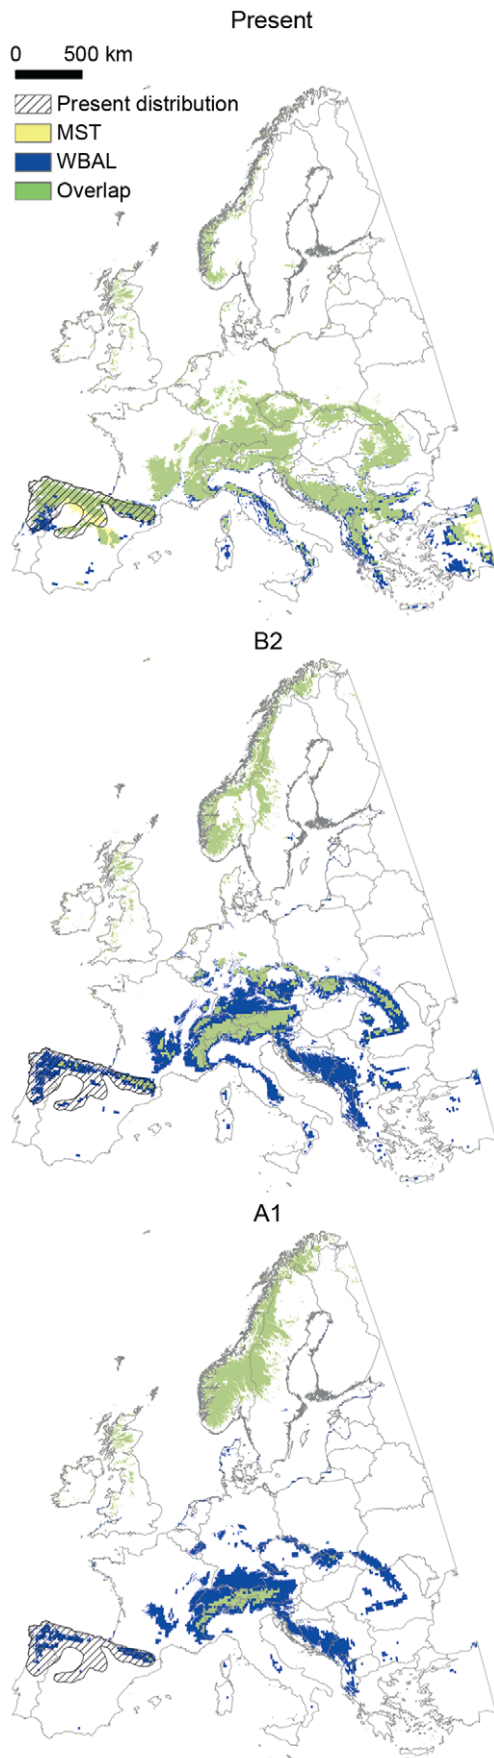 Present
0 500 km
Present distribution
MST
WBAL
Overlap
B2
A1